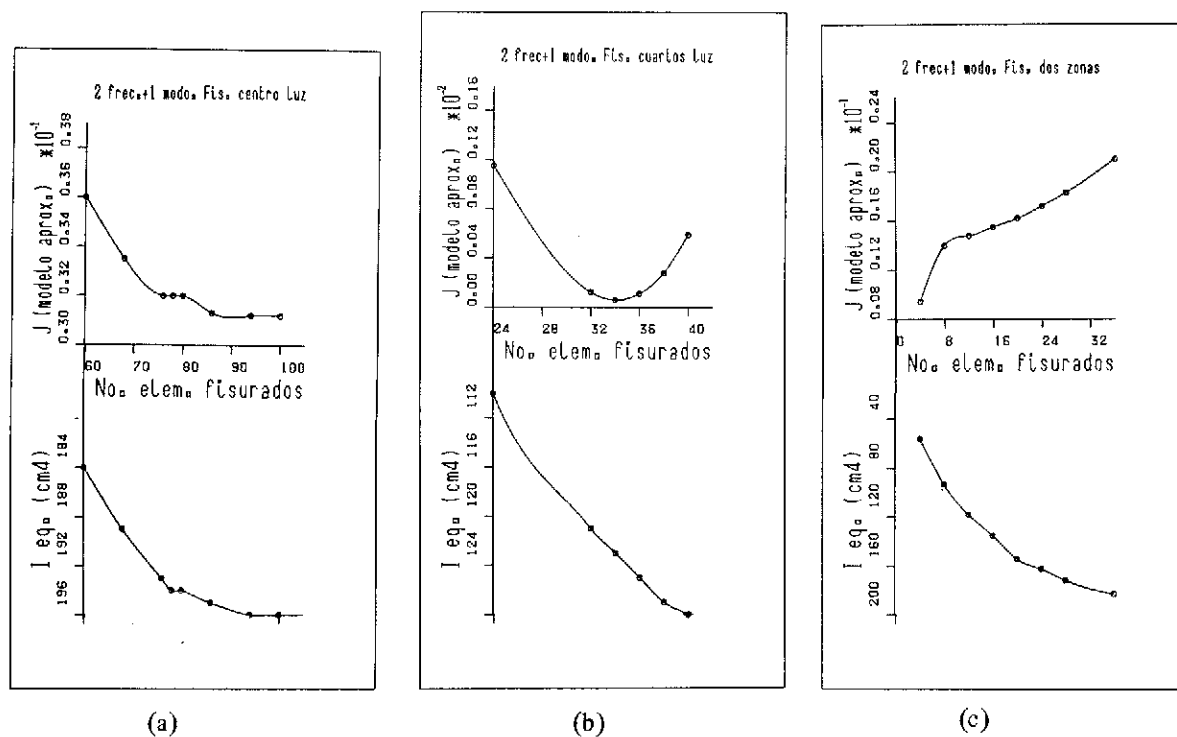 2 frec.+1 modo. Fis. centro luz
J (modelo aprox.) *10⁻¹
0.30 0.32 0.34 0.36 0.38
60 70 80 90 100
No. elem. fisurados
I eq. (cm4)
184 188 192 196
(a)
2 frec+1 modo. Fis. cuartos luz
J (modelo aprox.) *10⁻²
0.00 0.04 0.08 0.12 0.16
24 28 32 36 40
No. elem. fisurados
I eq. (cm4)
112 116 120 124
(b)
2 frec+1 modo. Fis. dos zonas
J (modelo aprox.) *10⁻¹
0.08 0.12 0.16 0.20 0.24
0 8 16 24 32
No. elem. fisurados
I eq. (cm4)
40 80 120 160 200
(c)